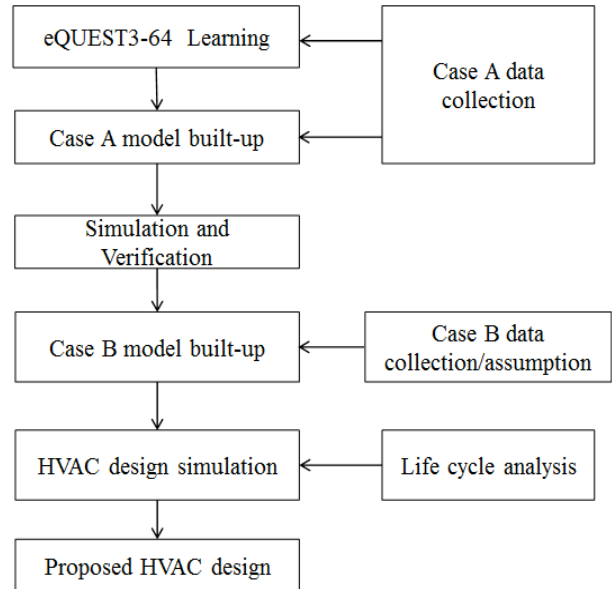 eQUEST3-64 Learning
Case A data
collection
Case A model built-up
Simulation and
Verification
Case B model built-up
Case B data
collection/assumption
HVAC design simulation
Life cycle analysis
Proposed HVAC design